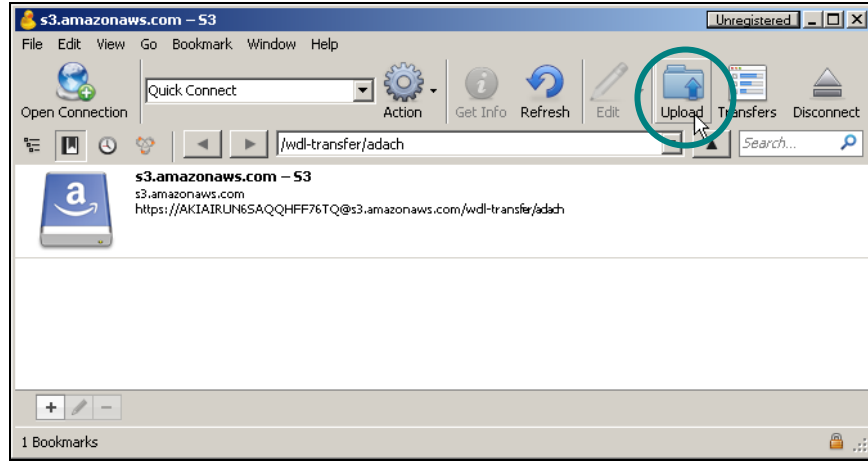 s3.amazonaws.com – S3 Unregistered
File Edit View Go Bookmark Window Help
Quick Connect
Open Connection Action Get Info Refresh Edit Upload Transfers Disconnect
/wdl-transfer/adach Search...
s3.amazonaws.com – S3
s3.amazonaws.com
https://AKIAIRUN6SAQQHFF76TQ@s3.amazonaws.com/wdl-transfer/adach
1 Bookmarks